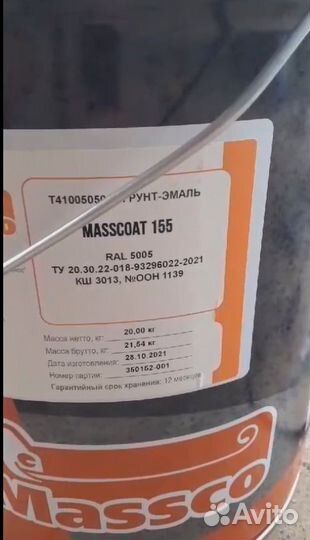 ГРУНТ-ЭМАЛЬ
MASSCOAT 155
RAL 5005
ТУ 20.30.22-018-93296022-2021
КШ 3013, №ООН 1139
Масса нетто, кг: 20,00 кг
Масса брутто, кг: 21,54 кг
Дата изготовления: 28.10.2021
Номер партии: 350152-001
Гарантийный срок хранения: 12 месяцев
Massco
Avito